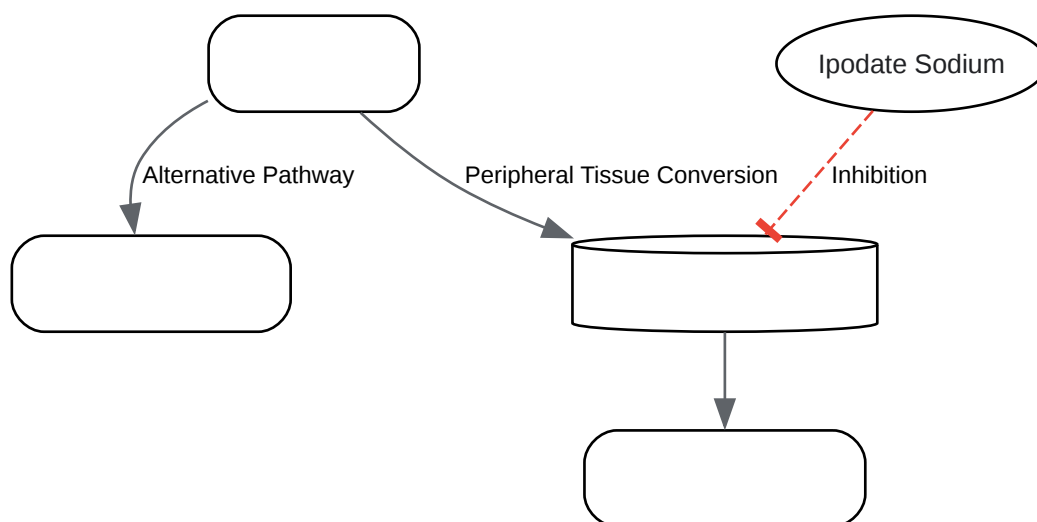 Ipodate Sodium
Alternative Pathway
Peripheral Tissue Conversion
Inhibition